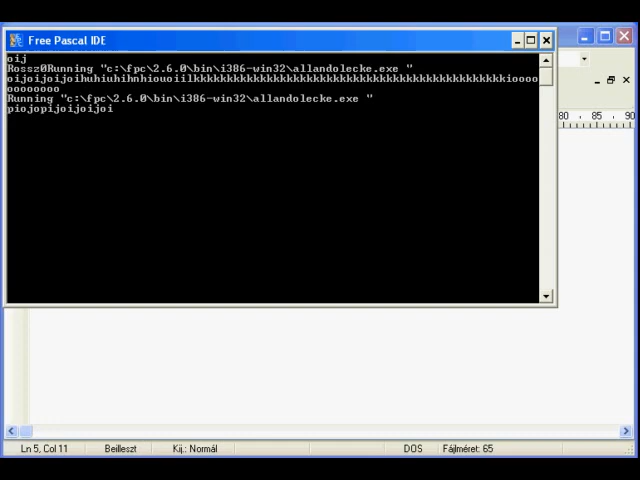 Free Pascal IDE
oij
Rossz0Running "c:\fpc\2.6.0\bin\i386-win32\allandolecke.exe "
80 85 90
Running "c:\fpc\2.6.0\bin\i386-win32\allandolecke.exe "
piojopijoijoijoi
Ln 5, Col 11 Beilleszt Kij.: Normál DOS Fájlméret: 65